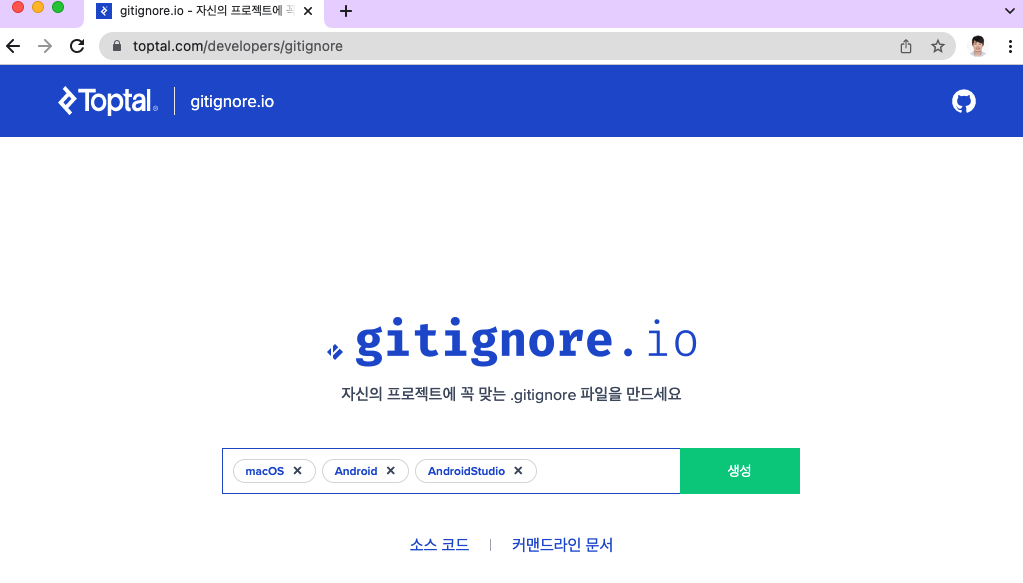 gitignore.io - 자신의 프로젝트에 꼭
toptal.com/developers/gitignore
Toptal
gitignore.io
.gitignore.io
자신의 프로젝트에 꼭 맞는 .gitignore 파일을 만드세요
macOS Android AndroidStudio 생성
소스 코드 | 커맨드라인 문서